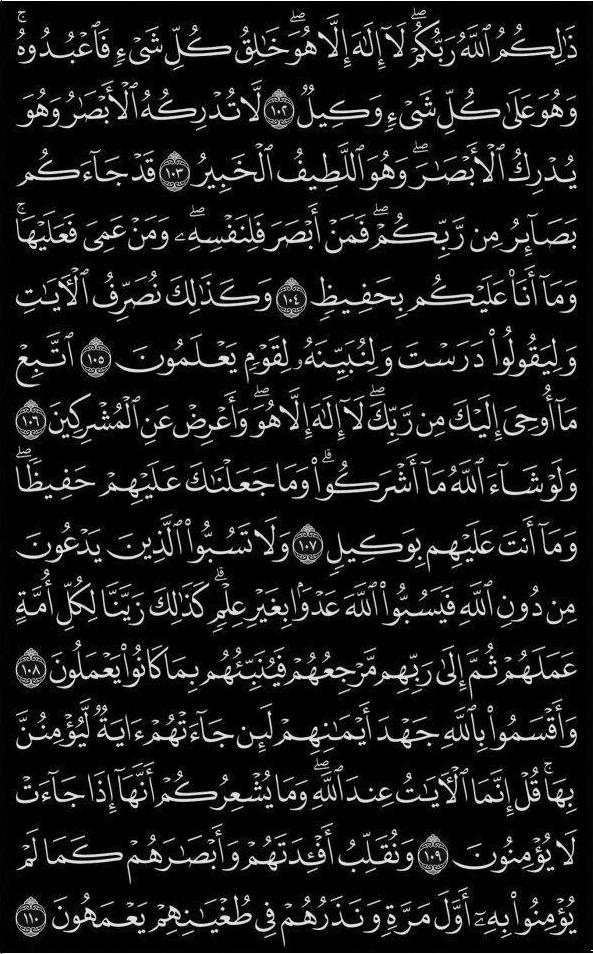 ذَٰلِكُمُ ٱللَّهُ رَبُّكُمْۖ لَآ إِلَٰهَ إِلَّا هُوَۖ خَٰلِقُ كُلِّ شَىْءٍ فَٱعْبُدُوهُۚ
وَهُوَ عَلَىٰ كُلِّ شَىْءٍ وَكِيلٌ ١٠٢ لَّا تُدْرِكُهُ ٱلْأَبْصَٰرُ وَهُوَ
يُدْرِكُ ٱلْأَبْصَٰرَۖ وَهُوَ ٱللَّطِيفُ ٱلْخَبِيرُ ١٠٣ قَدْ جَآءَكُم
بَصَآئِرُ مِن رَّبِّكُمْۖ فَمَنْ أَبْصَرَ فَلِنَفْسِهِۦۖ وَمَنْ عَمِىَ فَعَلَيْهَاۚ
وَمَآ أَنَا۠ عَلَيْكُم بِحَفِيظٍ ١٠٤ وَكَذَٰلِكَ نُصَرِّفُ ٱلْءَايَٰتِ
وَلِيَقُولُوا۟ دَرَسْتَ وَلِنُبَيِّنَهُۥ لِقَوْمٍ يَعْلَمُونَ ١٠٥ ٱتَّبِعْ
مَآ أُوحِىَ إِلَيْكَ مِن رَّبِّكَۖ لَآ إِلَٰهَ إِلَّا هُوَۖ وَأَعْرِضْ عَنِ ٱلْمُشْرِكِينَ ١٠٦
وَلَوْ شَآءَ ٱللَّهُ مَآ أَشْرَكُوا۟ۗ وَمَا جَعَلْنَٰكَ عَلَيْهِمْ حَفِيظًاۖ
وَمَآ أَنتَ عَلَيْهِم بِوَكِيلٍ ١٠٧ وَلَا تَسُبُّوا۟ ٱلَّذِينَ يَدْعُونَ
مِن دُونِ ٱللَّهِ فَيَسُبُّوا۟ ٱللَّهَ عَدْوًۢا بِغَيْرِ عِلْمٍۗ كَذَٰلِكَ زَيَّنَّا لِكُلِّ أُمَّةٍ
عَمَلَهُمْ ثُمَّ إِلَىٰ رَبِّهِم مَّرْجِعُهُمْ فَيُنَبِّئُهُم بِمَا كَانُوا۟ يَعْمَلُونَ ١٠٨
وَأَقْسَمُوا۟ بِٱللَّهِ جَهْدَ أَيْمَٰنِهِمْ لَئِن جَآءَتْهُمْ ءَايَةٌ لَّيُؤْمِنُنَّ
بِهَاۚ قُلْ إِنَّمَا ٱلْءَايَٰتُ عِندَ ٱللَّهِۖ وَمَا يُشْعِرُكُمْ أَنَّهَآ إِذَا جَآءَتْ
لَا يُؤْمِنُونَ ١٠٩ وَنُقَلِّبُ أَفْـِٔدَتَهُمْ وَأَبْصَٰرَهُمْ كَمَا لَمْ
يُؤْمِنُوا۟ بِهِۦٓ أَوَّلَ مَرَّةٍ وَنَذَرُهُمْ فِى طُغْيَٰنِهِمْ يَعْمَهُونَ ١١٠